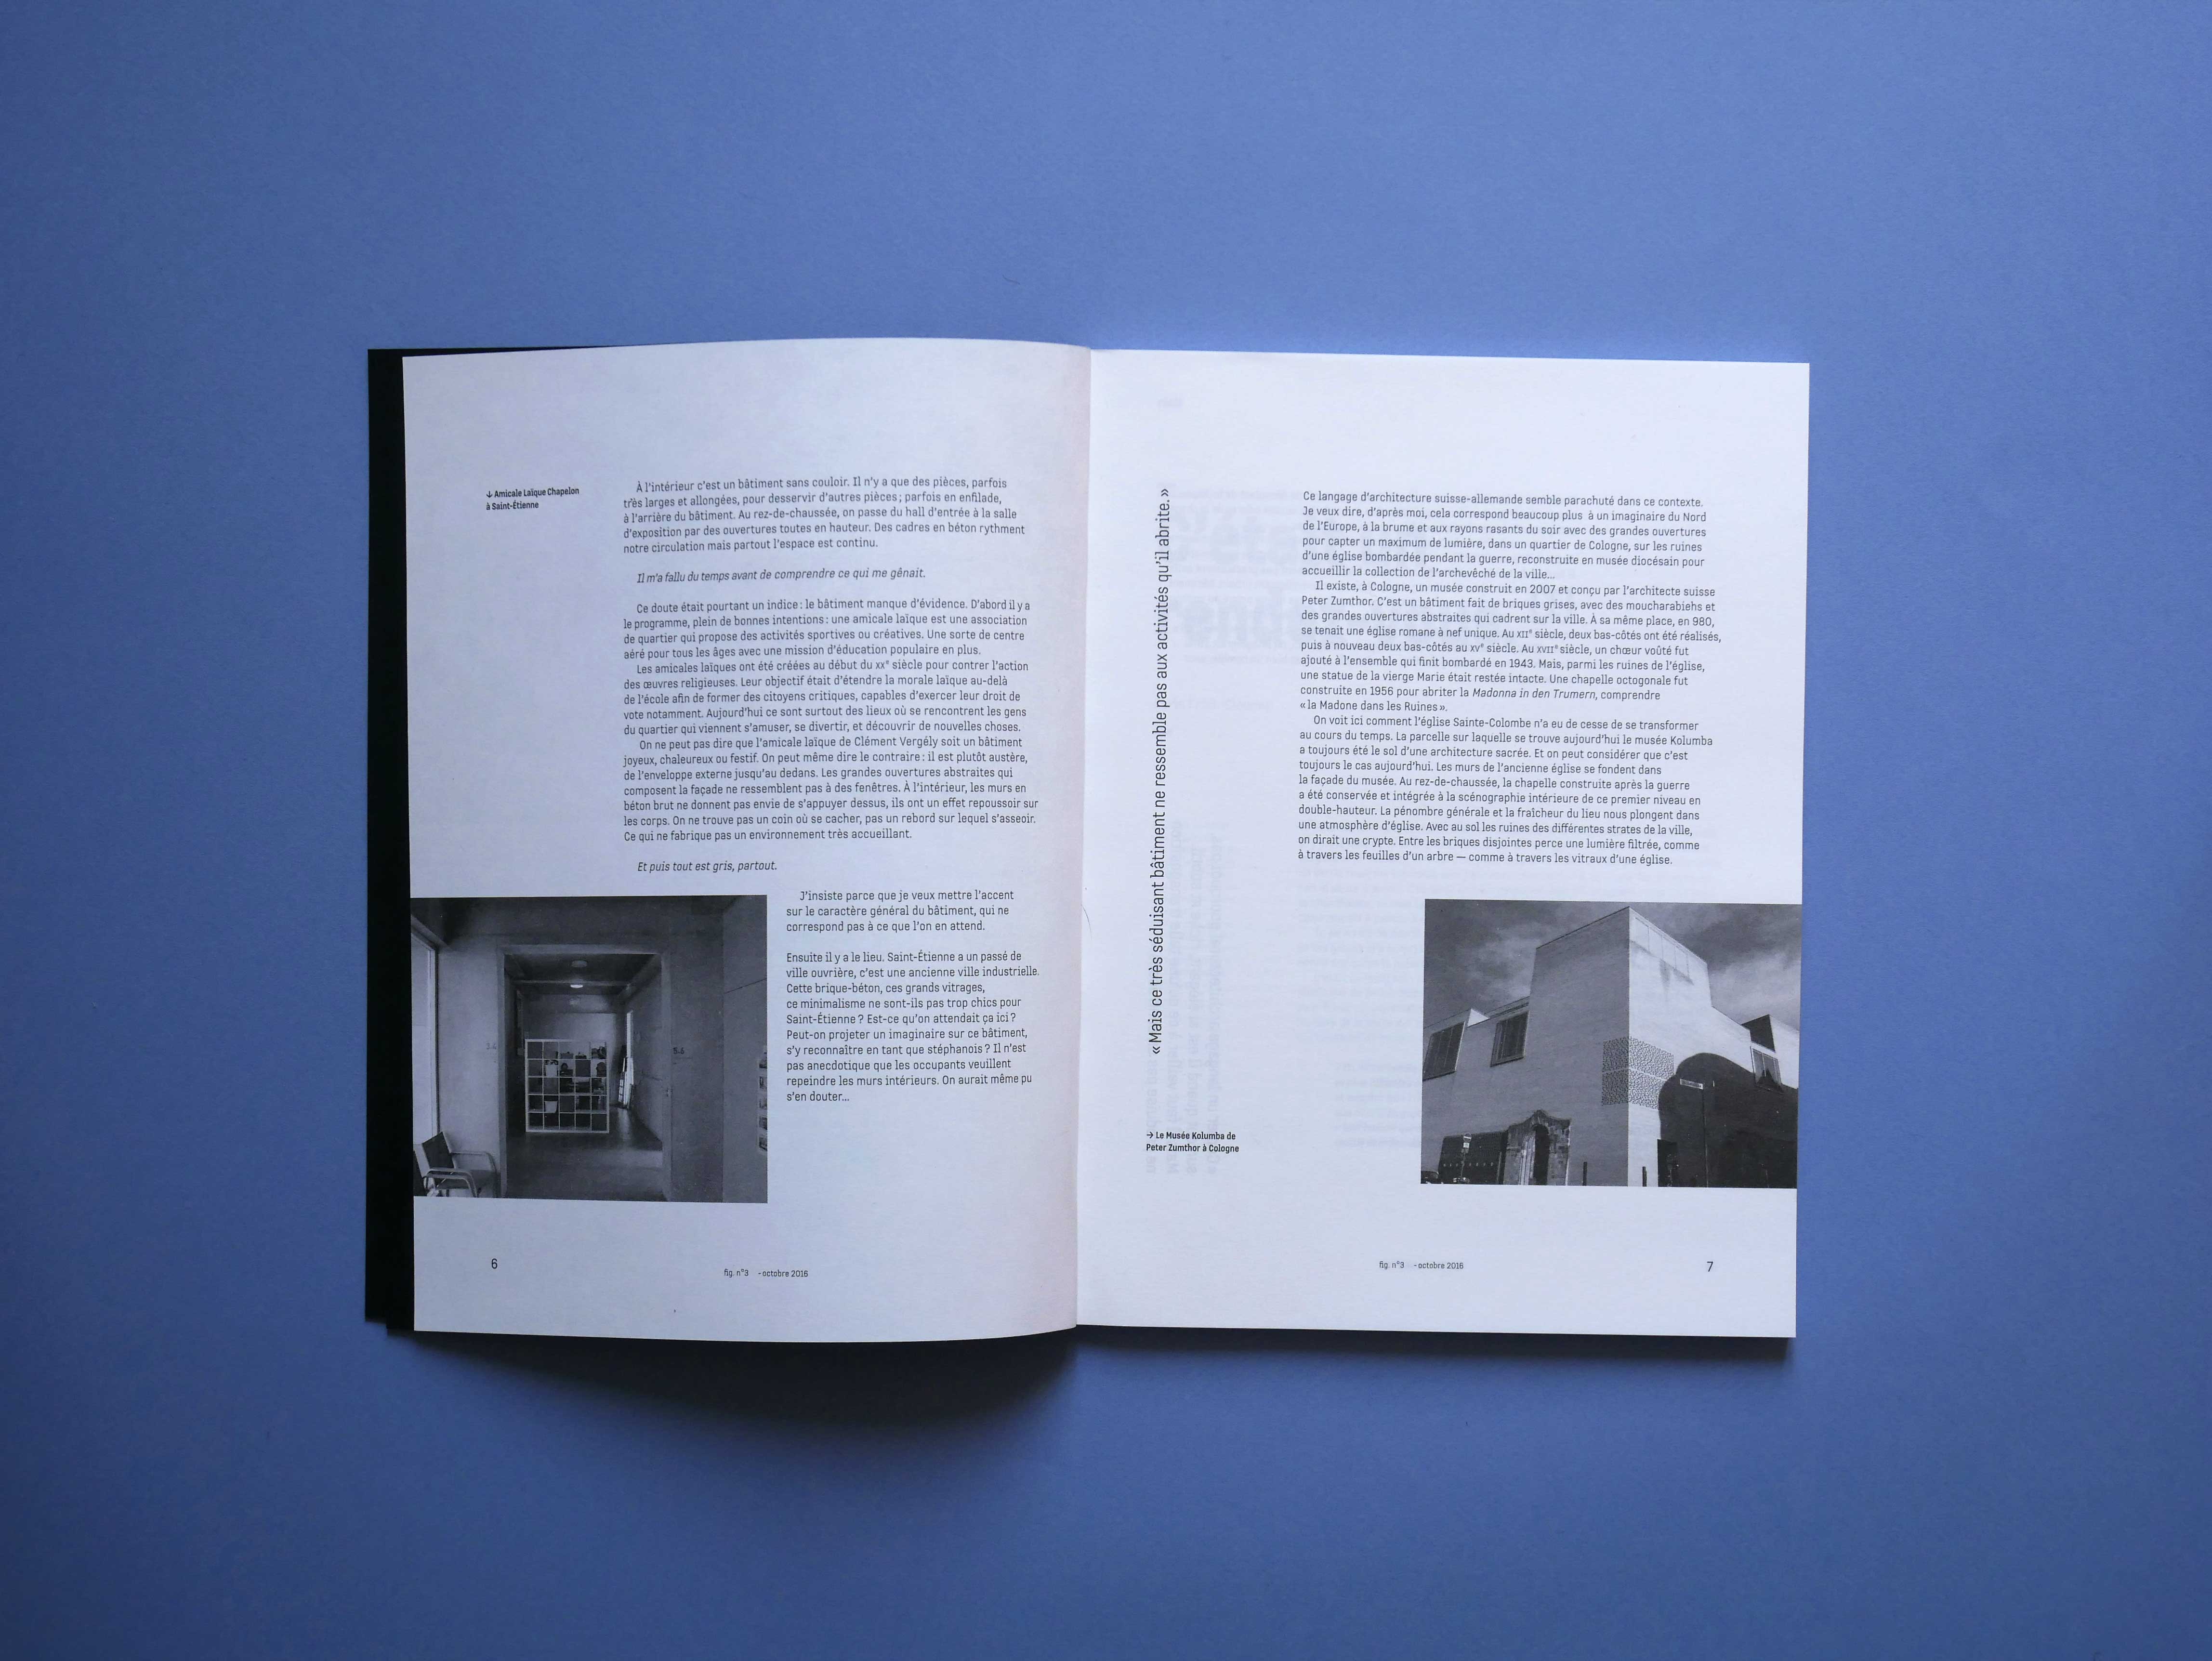 ↓ Amicale Laïque Chapelon
à Saint-Étienne
À l'intérieur c'est un bâtiment sans couloir. Il n'y a que des pièces, parfois
très larges et allongées, pour desservir d'autres pièces ; parfois en enfilade,
à l'arrière du bâtiment. Au rez-de-chaussée, on passe du hall d'entrée à la salle
d'exposition par des ouvertures toutes en hauteur. Des cadres en béton rythment
notre circulation mais partout l'espace est continu.
Il m'a fallu du temps avant de comprendre ce qui me gênait.
Ce doute était pourtant un indice : le bâtiment manque d'évidence. D'abord il y a
le programme, plein de bonnes intentions : une amicale laïque est une association
de quartier qui propose des activités sportives ou créatives. Une sorte de centre
aéré pour tous les âges avec une mission d'éducation populaire en plus.
Les amicales laïques ont été créées au début du XXe siècle pour contrer l'action
des œuvres religieuses. Leur objectif était d'étendre la morale laïque au-delà
de l'école afin de former des citoyens critiques, capables d'exercer leur droit de
vote notamment. Aujourd'hui ce sont surtout des lieux où se rencontrent les gens
du quartier qui viennent s'amuser, se divertir, et découvrir de nouvelles choses.
On ne peut pas dire que l'amicale laïque de Clément Vergély soit un bâtiment
joyeux, chaleureux ou festif. On peut même dire le contraire : il est plutôt austère,
de l'enveloppe externe jusqu'au dedans. Les grandes ouvertures abstraites qui
composent la façade ne ressemblent pas à des fenêtres. À l'intérieur, les murs en
béton brut ne donnent pas envie de s'appuyer dessus, ils ont un effet repoussoir sur
les corps. On ne trouve pas un coin où se cacher, pas un rebord sur lequel s'asseoir.
Ce qui ne fabrique pas un environnement très accueillant.
Et puis tout est gris, partout.
J'insiste parce que je veux mettre l'accent
sur le caractère général du bâtiment, qui ne
correspond pas à ce que l'on en attend.
Ensuite il y a le lieu. Saint-Étienne a un passé de
ville ouvrière, c'est une ancienne ville industrielle.
Cette brique-béton, ces grands vitrages,
ce minimalisme ne sont-ils pas trop chics pour
Saint-Étienne ? Est-ce qu'on attendait ça ici ?
Peut-on projeter un imaginaire sur ce bâtiment,
s'y reconnaître en tant que stéphanois ? Il n'est
pas anecdotique que les occupants veuillent
repeindre les murs intérieurs. On aurait même pu
s'en douter...
6
fig. n°3 - octobre 2016
« Mais ce très séduisant bâtiment ne ressemble pas aux activités qu'il abrite. »
→ Le Musée Kolumba de
Peter Zumthor à Cologne
Ce langage d'architecture suisse-allemande semble parachuté dans ce contexte.
Je veux dire, d'après moi, cela correspond beaucoup plus à un imaginaire du Nord
de l'Europe, à la brume et aux rayons rasants du soir avec des grandes ouvertures
pour capter un maximum de lumière, dans un quartier de Cologne, sur les ruines
d'une église bombardée pendant la guerre, reconstruite en musée diocésain pour
accueillir la collection de l'archevêché de la ville...
Il existe, à Cologne, un musée construit en 2007 et conçu par l'architecte suisse
Peter Zumthor. C'est un bâtiment fait de briques grises, avec des moucharabiehs et
des grandes ouvertures abstraites qui cadrent sur la ville. À sa même place, en 980,
se tenait une église romane à nef unique. Au XIIe siècle, deux bas-côtés ont été réalisés,
puis à nouveau deux bas-côtés au XVe siècle. Au XVIIe siècle, un chœur voûté fut
ajouté à l'ensemble qui finit bombardé en 1943. Mais, parmi les ruines de l'église,
une statue de la vierge Marie était restée intacte. Une chapelle octogonale fut
construite en 1956 pour abriter la Madonna in den Trumern, comprendre
« la Madone dans les Ruines ».
On voit ici comment l'église Sainte-Colombe n'a eu de cesse de se transformer
au cours du temps. La parcelle sur laquelle se trouve aujourd'hui le musée Kolumba
a toujours été le sol d'une architecture sacrée. Et on peut considérer que c'est
toujours le cas aujourd'hui. Les murs de l'ancienne église se fondent dans
la façade du musée. Au rez-de-chaussée, la chapelle construite après la guerre
a été conservée et intégrée à la scénographie intérieure de ce premier niveau en
double-hauteur. La pénombre générale et la fraîcheur du lieu nous plongent dans
une atmosphère d'église. Avec au sol les ruines des différentes strates de la ville,
on dirait une crypte. Entre les briques disjointes perce une lumière filtrée, comme
à travers les feuilles d'un arbre — comme à travers les vitraux d'une église.
fig. n°3 - octobre 2016
7